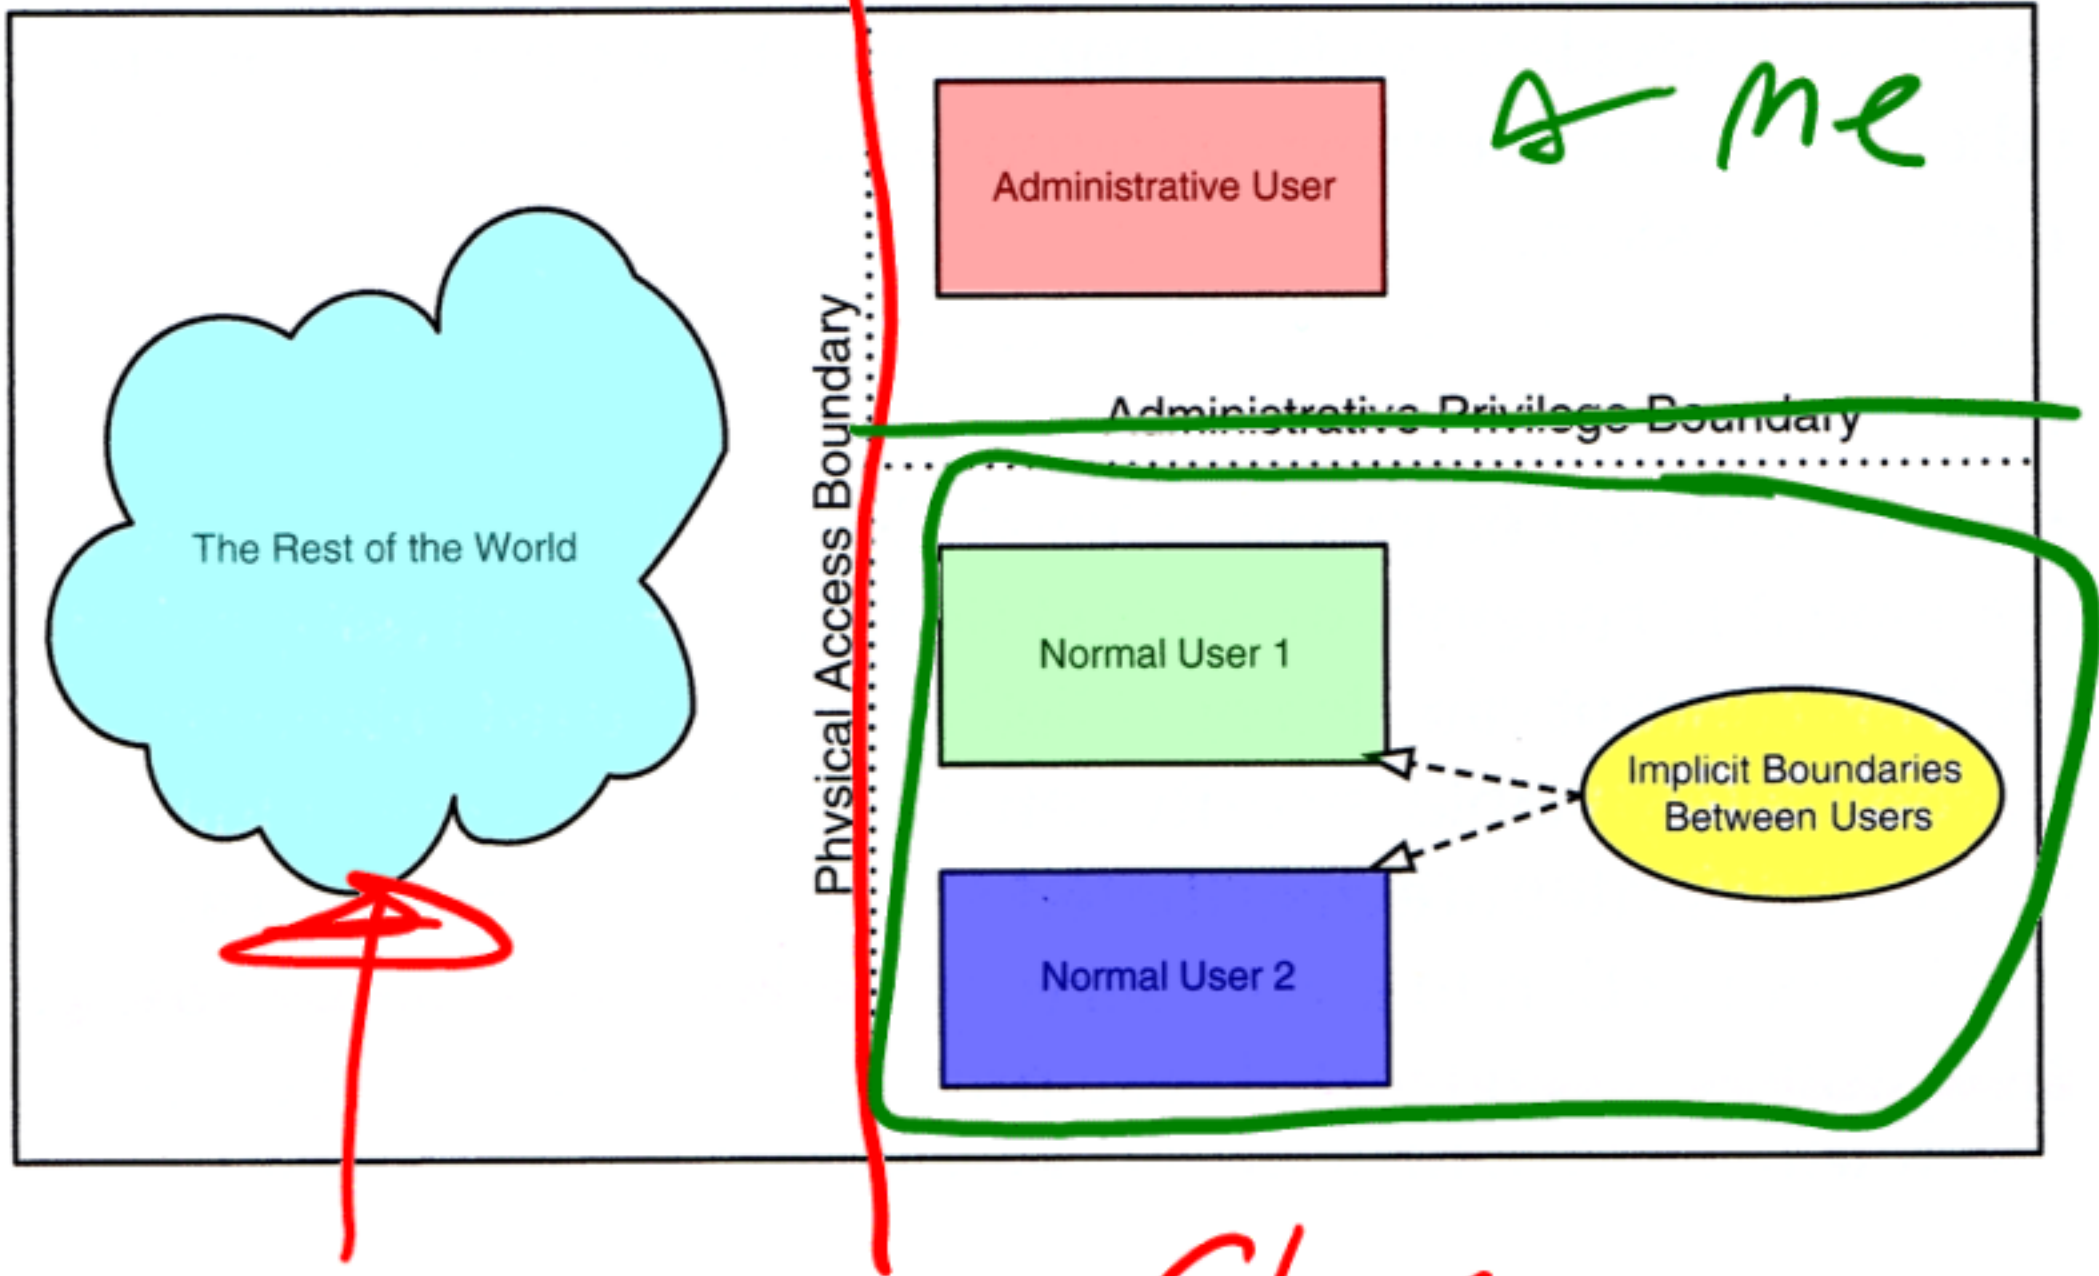 Administrative User
Me
Administrative Privilege Boundary
Physical Access Boundary
The Rest of the World
Normal User 1
Implicit Boundaries
Between Users
Normal User 2